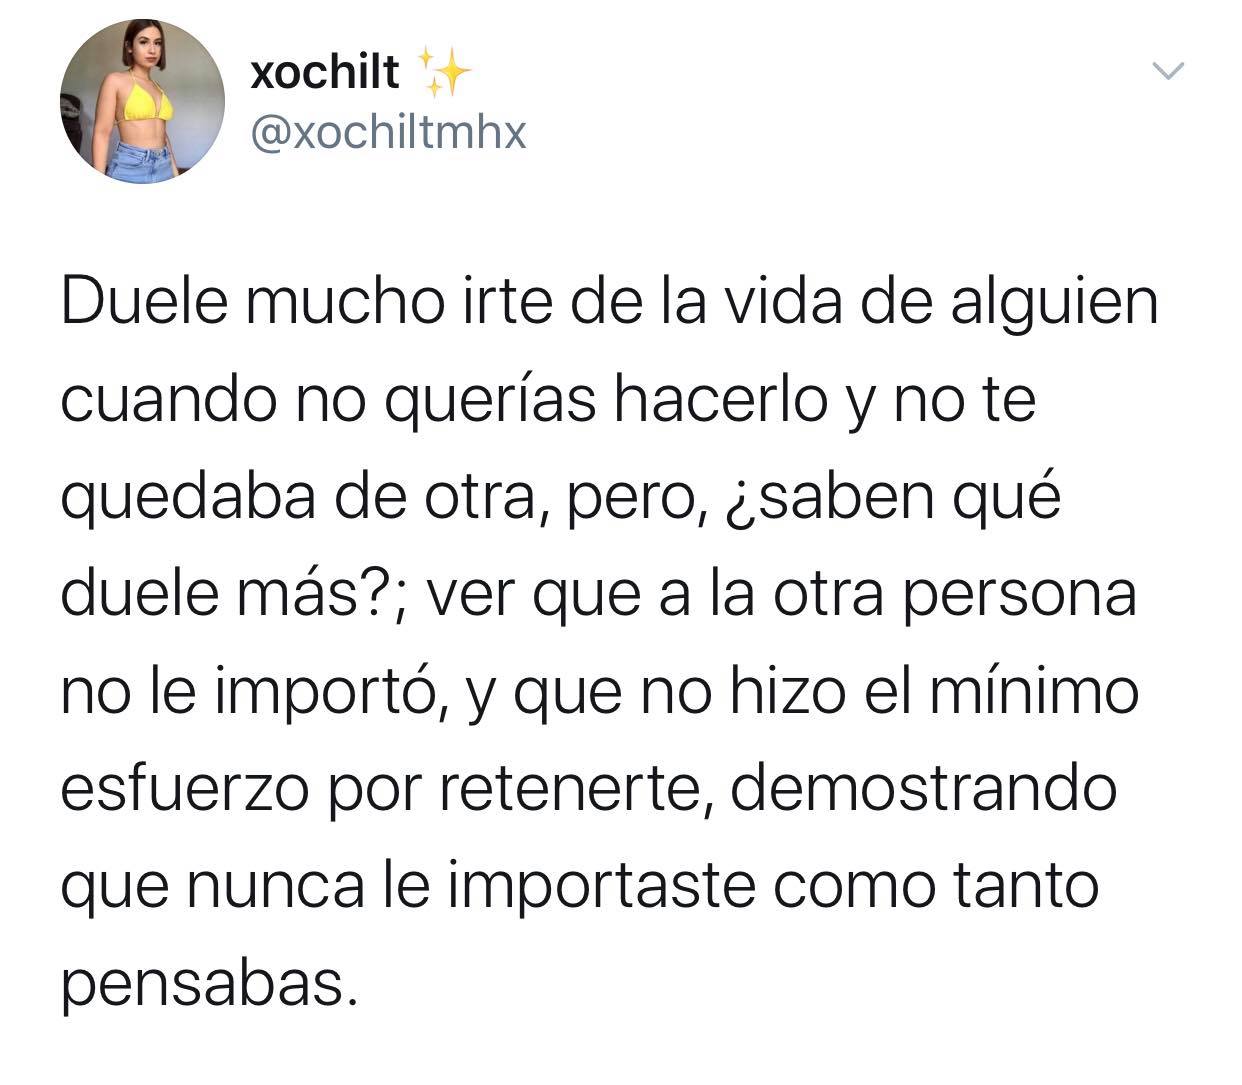 xochilt ✨
@xochiltmhx
Duele mucho irte de la vida de alguien
cuando no querías hacerlo y no te
quedaba de otra, pero, ¿saben qué
duele más?; ver que a la otra persona
no le importó, y que no hizo el mínimo
esfuerzo por retenerte, demostrando
que nunca le importaste como tanto
pensabas.